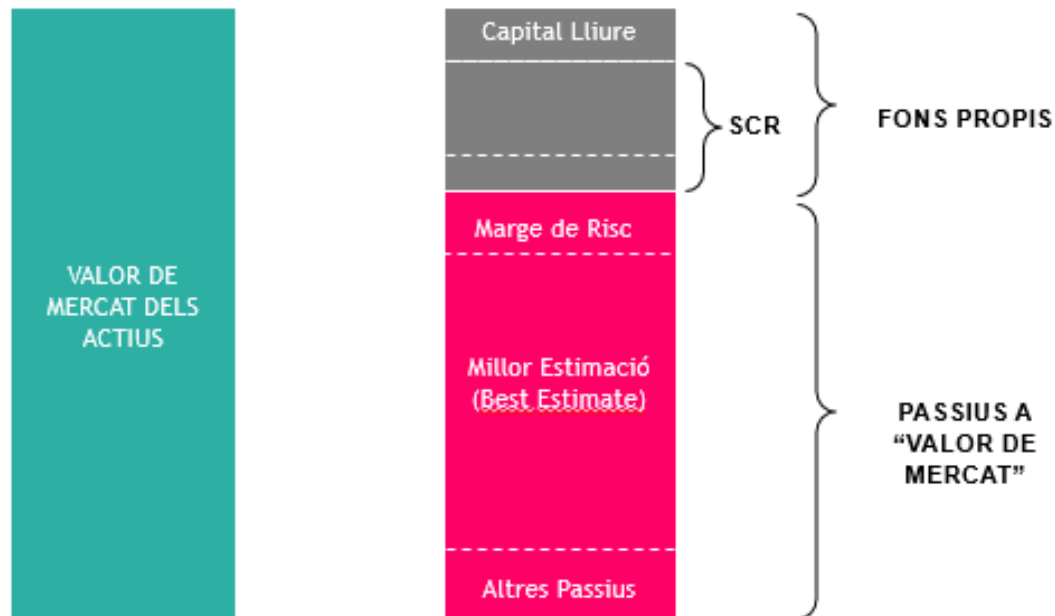 VALOR DE
MERCAT DELS
ACTIUS
Capital Lliure
SCR
FONS PROPIS
Marge de Risc
Millor Estimació
(Best Estimate)
Altres Passius
PASSIUS A
“VALOR DE
MERCAT”